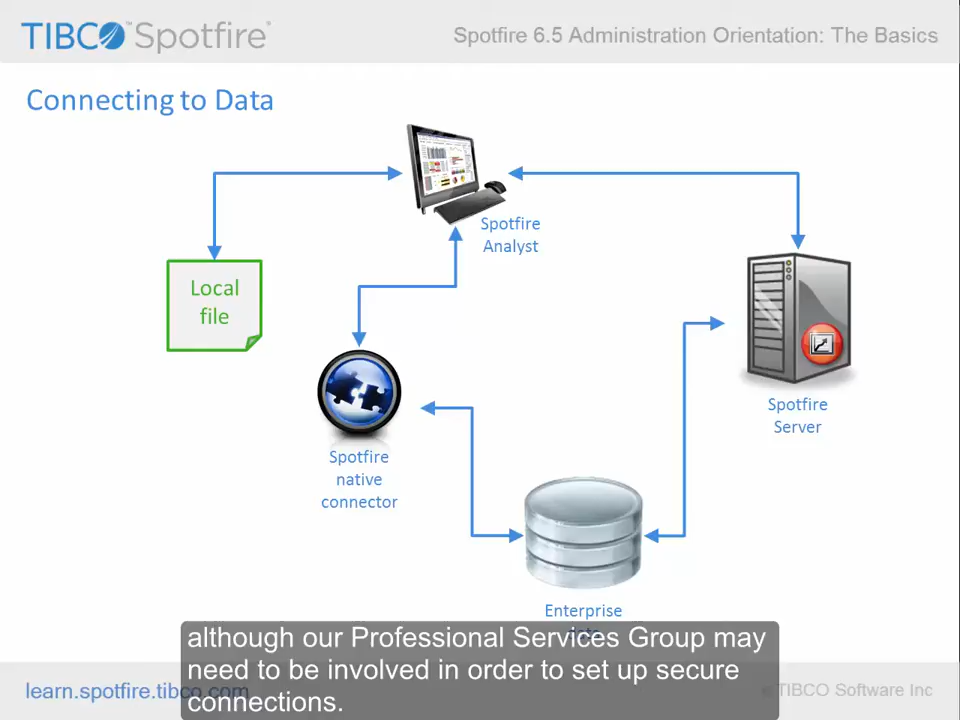 TIBCO™ Spotfire®
Spotfire 6.5 Administration Orientation: The Basics
Connecting to Data
Spotfire
Analyst
Local
file
Spotfire
Server
Spotfire
native
connector
Enterprise
although our Professional Services Group may
need to be involved in order to set up secure
connections.
learn.spotfire.tibco.com
TIBCO Software Inc